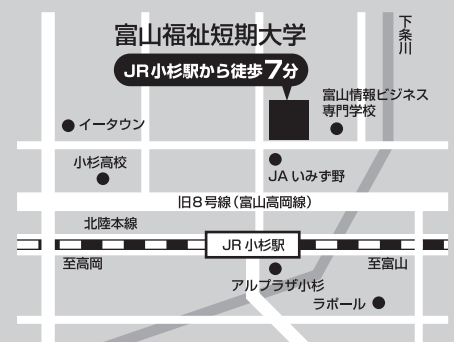 富山福祉短期大学
JR小杉駅から徒歩7分
下条川
富山情報ビジネス
専門学校
イータウン
小杉高校
JAいみず野
旧8号線(富山高岡線)
北陸本線
JR小杉駅
至高岡
至富山
アルプラザ小杉
ラポール